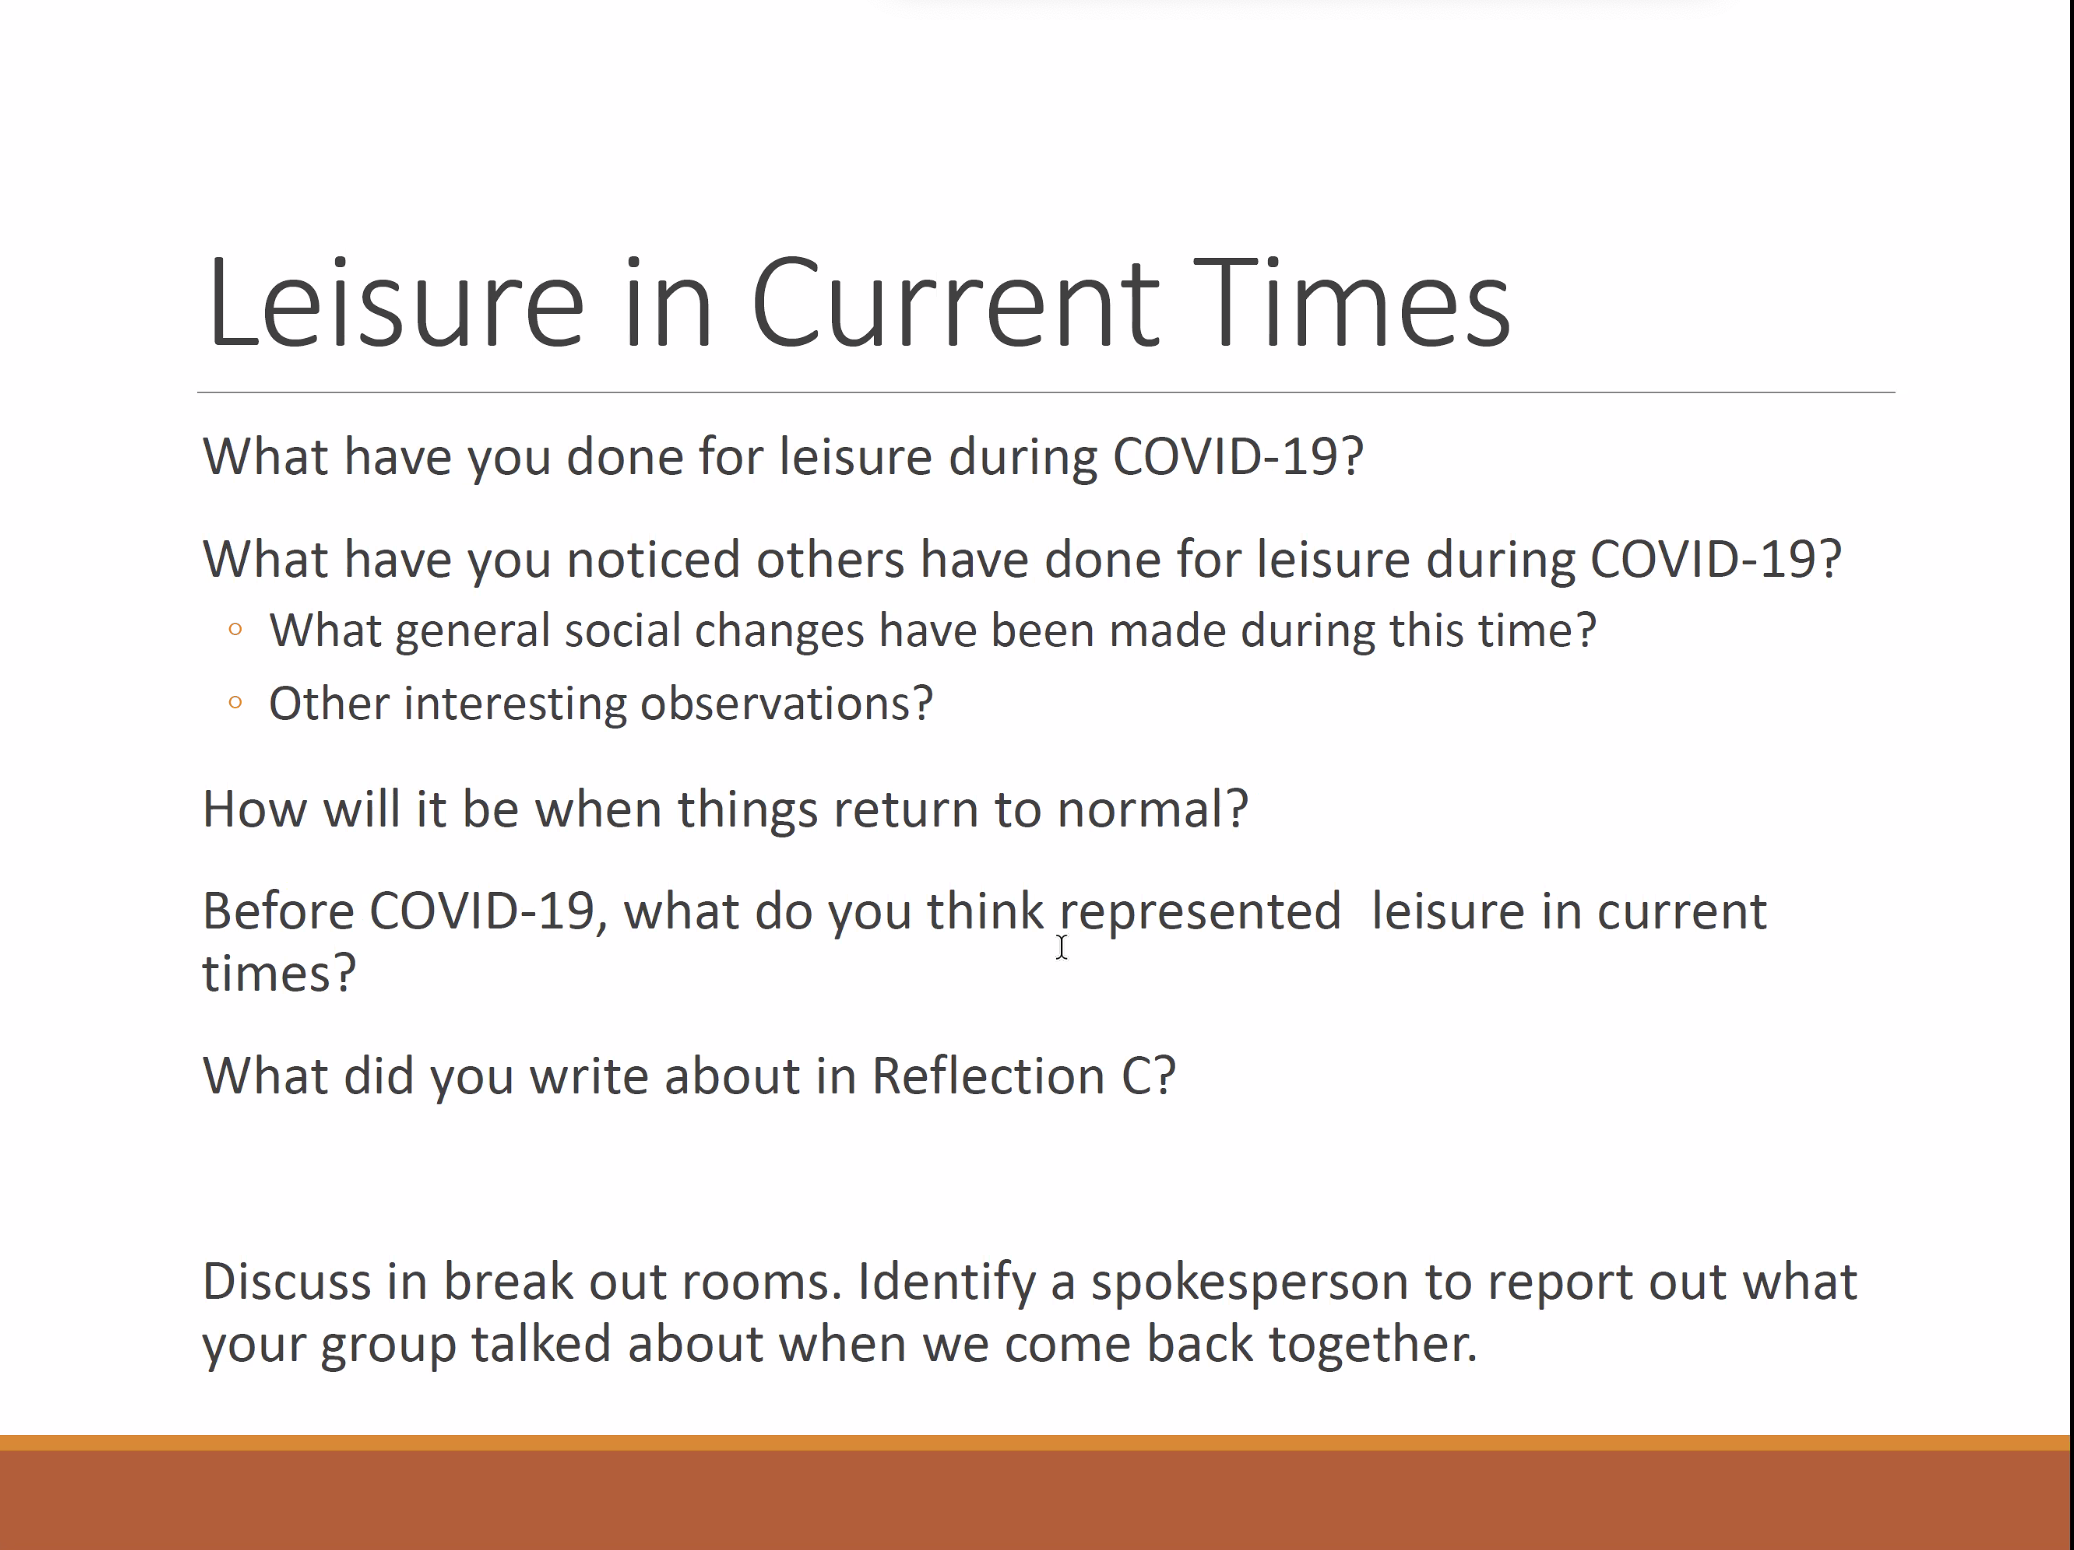 Leisure in Current Times
What have you done for leisure during COVID-19?
What have you noticed others have done for leisure during COVID-19?
◦ What general social changes have been made during this time?
◦ Other interesting observations?
How will it be when things return to normal?
Before COVID-19, what do you think represented  leisure in current
times?
What did you write about in Reflection C?
Discuss in break out rooms. Identify a spokesperson to report out what
your group talked about when we come back together.